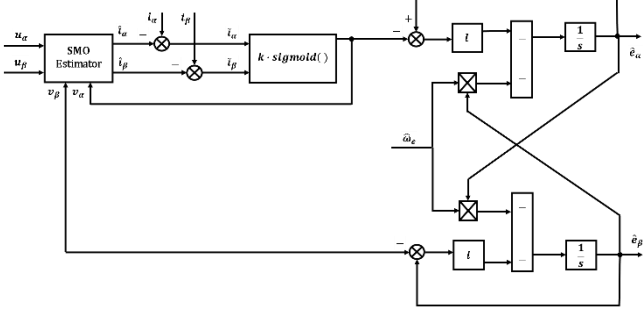 u_α
u_β
SMO
Estimator
v_β v_α
î_α
î_β
−
−
i_α
i_β
ĩ_α
ĩ_β
k · sigmoid()
−
+
l
−
−
1/s
ê_α
ω̂_e
−
−
−
l
1/s
ê_β